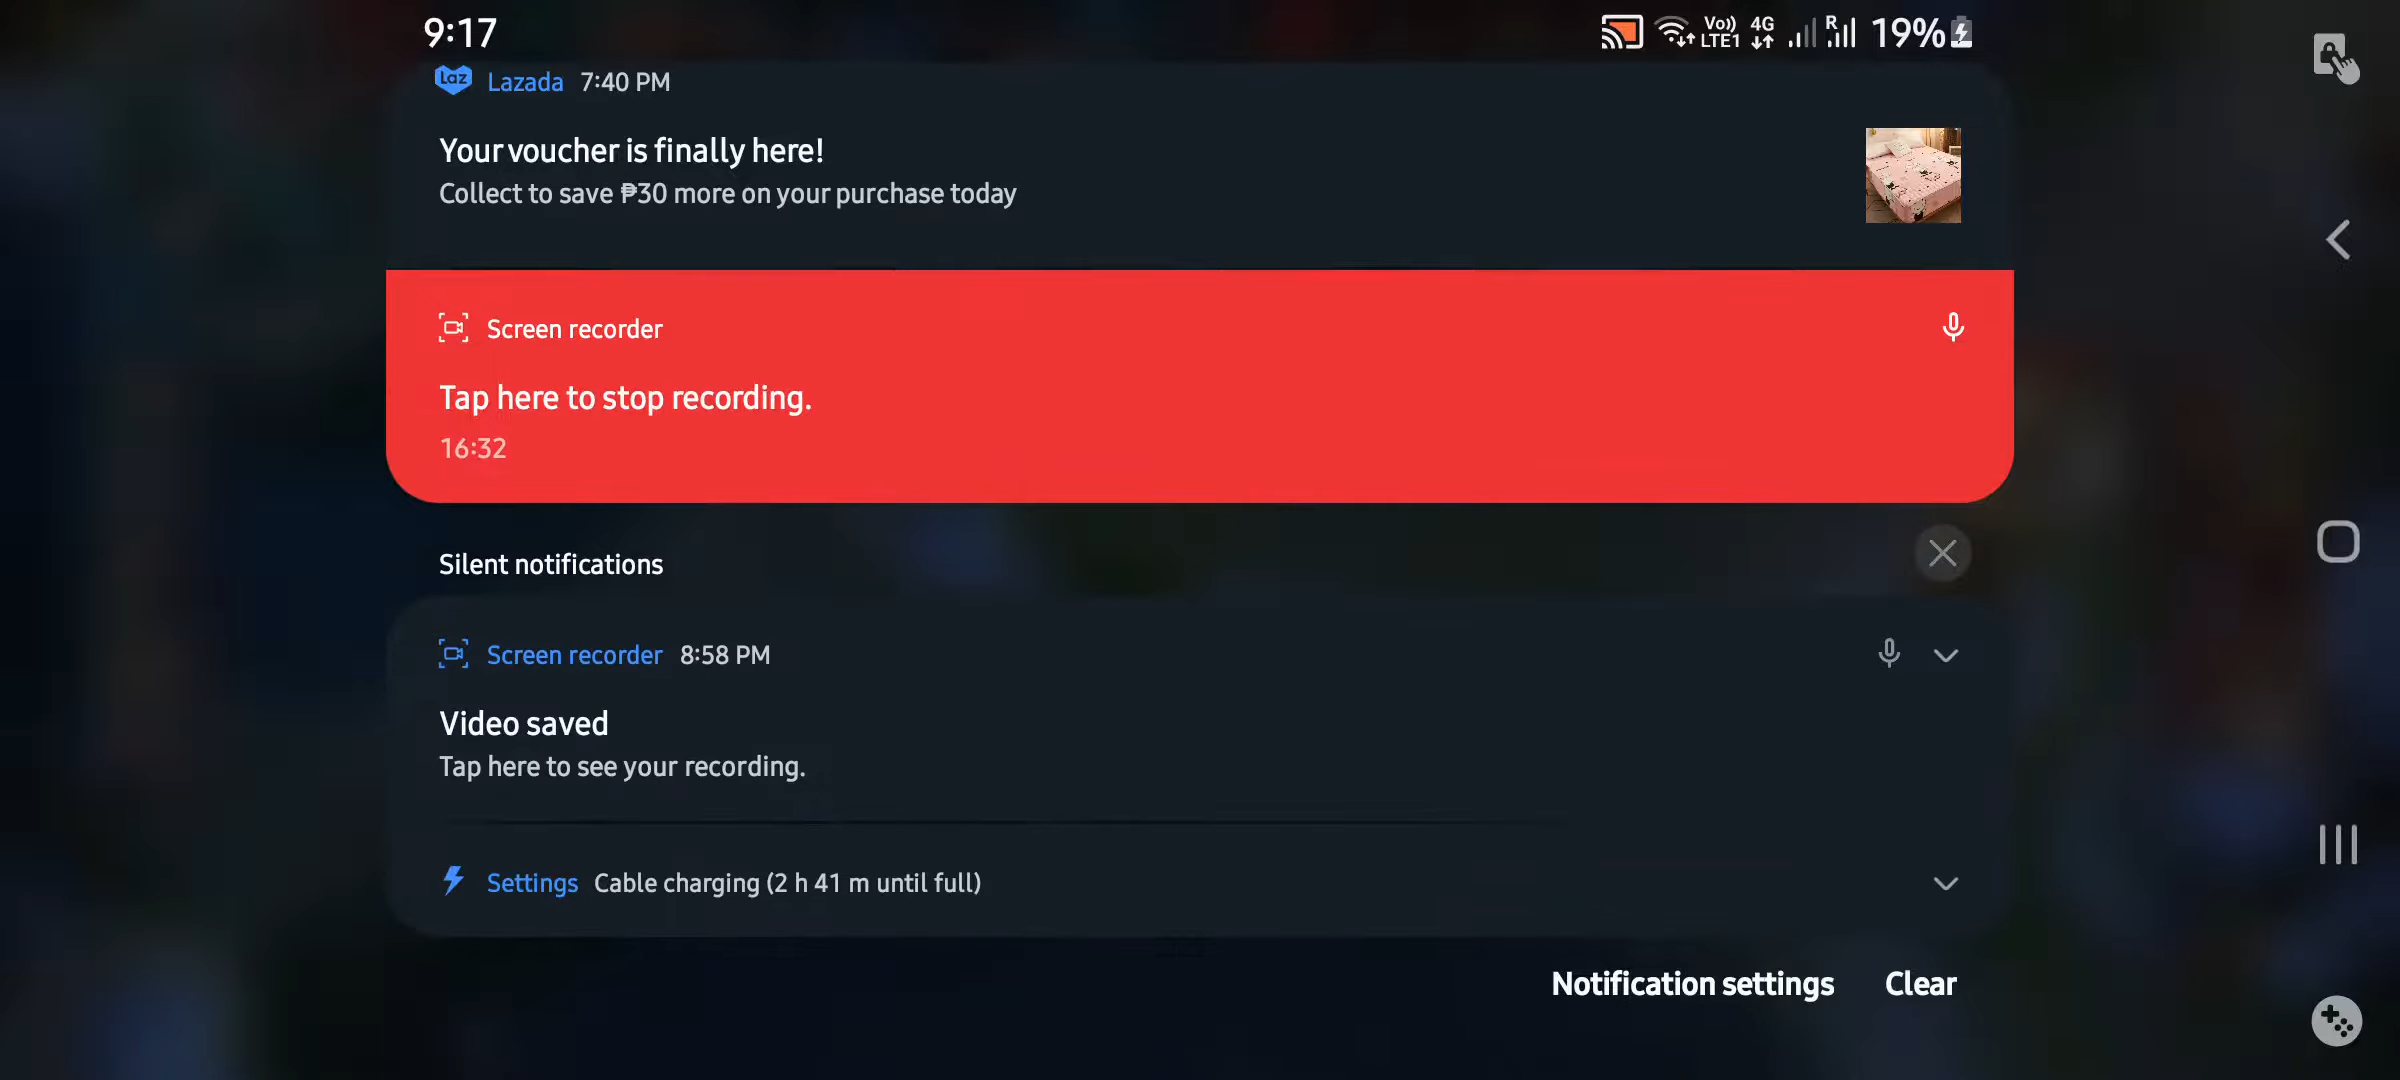 9:17
Vo)) LTE1 4G R 19%
Laz Lazada 7:40 PM
Your voucher is finally here!
Collect to save ₱30 more on your purchase today
Screen recorder
Tap here to stop recording.
16:32
Silent notifications
Screen recorder 8:58 PM
Video saved
Tap here to see your recording.
Settings Cable charging (2 h 41 m until full)
Notification settings Clear